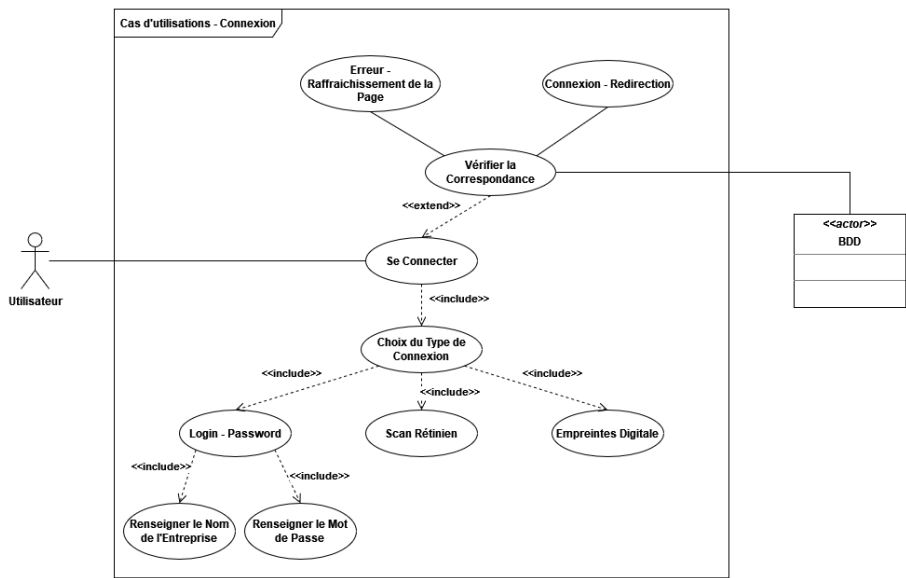 Cas d'utilisations - Connexion
Erreur -
Raffraichissement de la
Page
Connexion - Redirection
Vérifier la
Correspondance
<<extend>>
<<actor>>
BDD
Se Connecter
Utilisateur
<<include>>
Choix du Type de
Connexion
<<include>>
<<include>>
<<include>>
Login - Password
Scan Rétinien
Empreintes Digitale
<<include>>
<<include>>
Renseigner le Nom
de l'Entreprise
Renseigner le Mot
de Passe